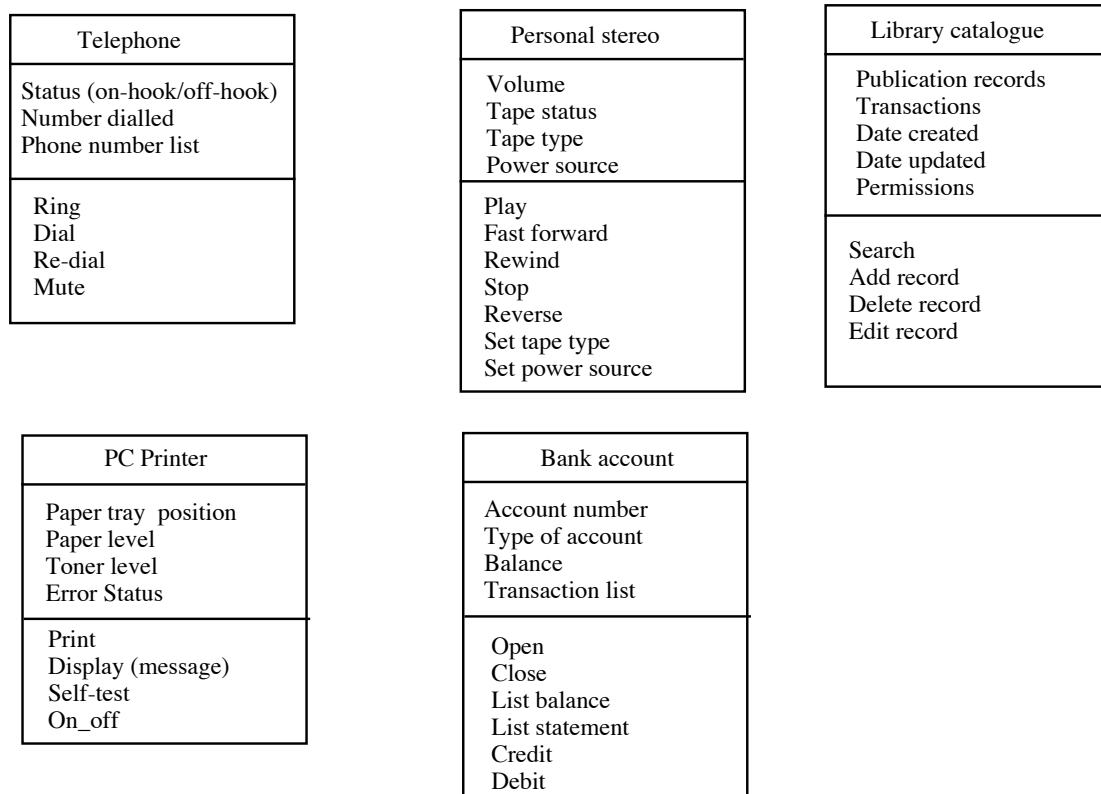 Telephone
Status (on-hook/off-hook)
Number dialled
Phone number list
Ring
Dial
Re-dial
Mute
Personal stereo
Volume
Tape status
Tape type
Power source
Play
Fast forward
Rewind
Stop
Reverse
Set tape type
Set power source
Library catalogue
Publication records
Transactions
Date created
Date updated
Permissions
Search
Add record
Delete record
Edit record
PC Printer
Paper tray  position
Paper level
Toner level
Error Status
Print
Display (message)
Self-test
On_off
Bank account
Account number
Type of account
Balance
Transaction list
Open
Close
List balance
List statement
Credit
Debit